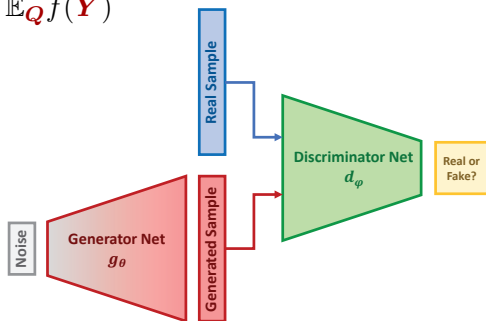 𝔼_Q f(Y)
Real Sample
Discriminator Net
d_φ
Real or
Fake?
Generated Sample
Generator Net
g_θ
Noise